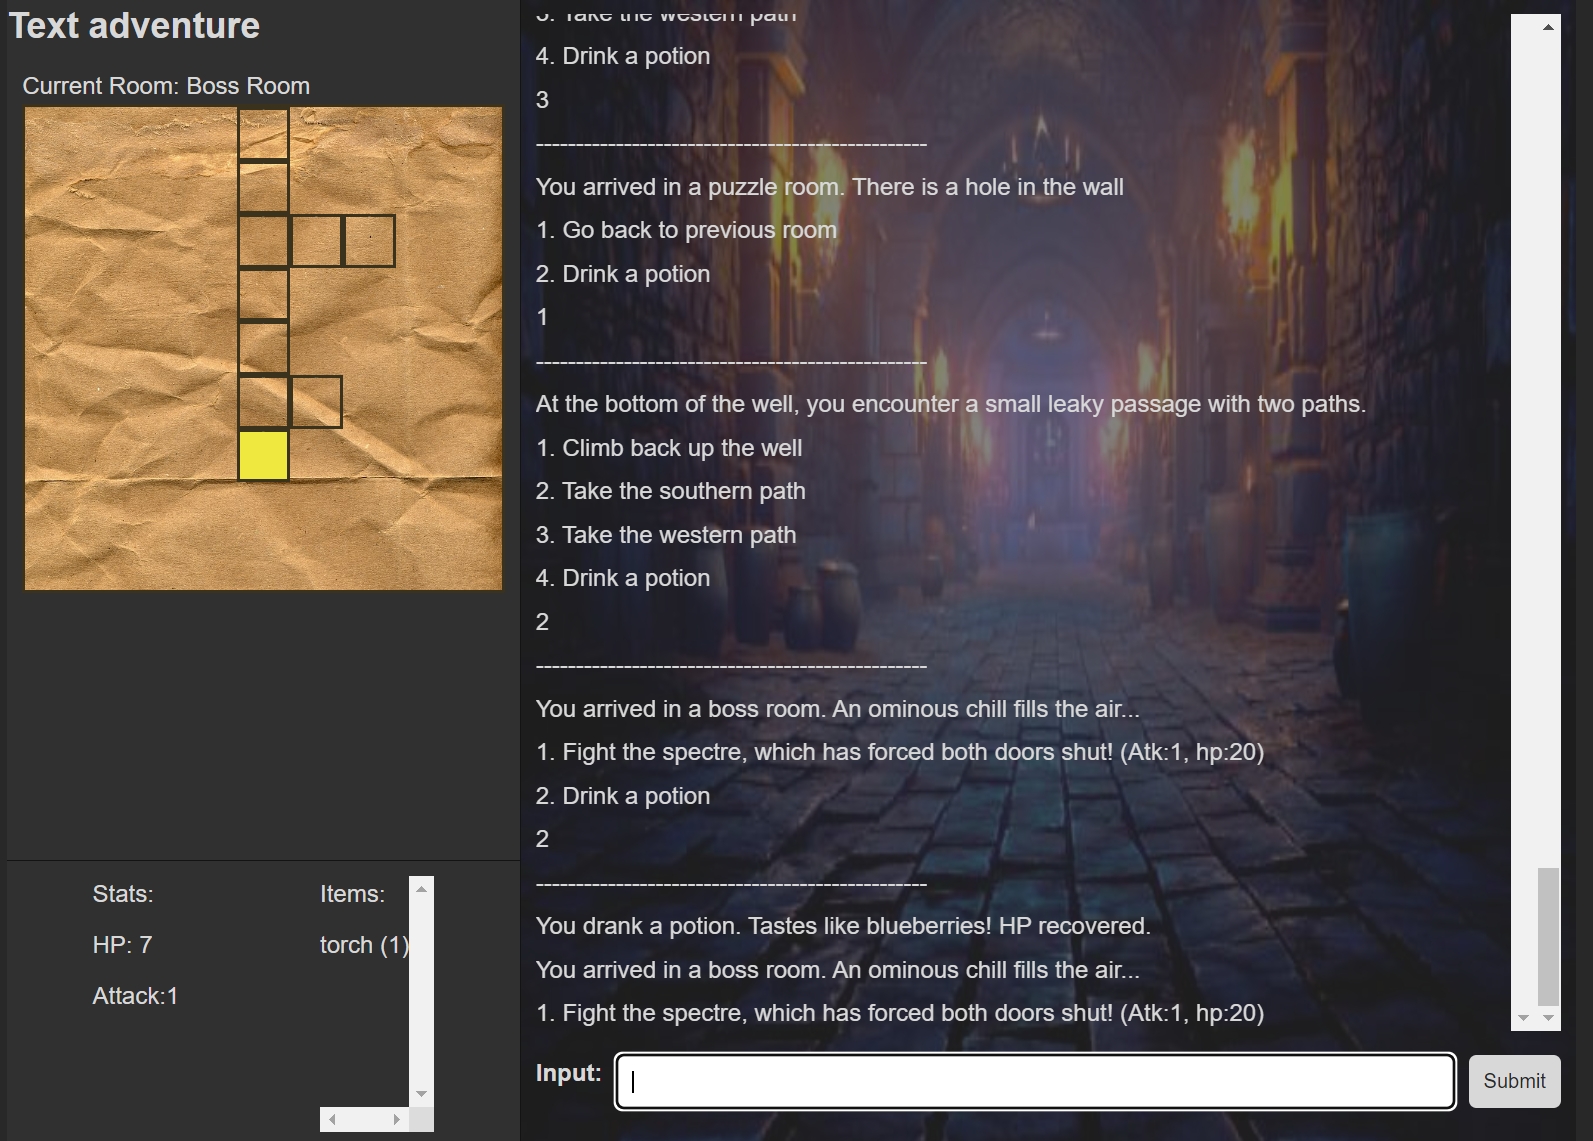 Text adventure
Current Room: Boss Room
3. Take the western path
4. Drink a potion
3
-------------------------------------------------
You arrived in a puzzle room. There is a hole in the wall
1. Go back to previous room
2. Drink a potion
1
-------------------------------------------------
At the bottom of the well, you encounter a small leaky passage with two paths.
1. Climb back up the well
2. Take the southern path
3. Take the western path
4. Drink a potion
2
-------------------------------------------------
You arrived in a boss room. An ominous chill fills the air...
1. Fight the spectre, which has forced both doors shut! (Atk:1, hp:20)
2. Drink a potion
2
-------------------------------------------------
You drank a potion. Tastes like blueberries! HP recovered.
You arrived in a boss room. An ominous chill fills the air...
1. Fight the spectre, which has forced both doors shut! (Atk:1, hp:20)
Stats:
HP: 7
Attack:1
Items:
torch (1)
Input:
Submit